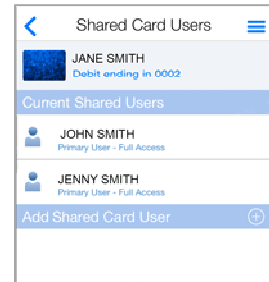 Shared Card Users
JANE SMITH
Debit ending in 0002
Current Shared Users
JOHN SMITH
Primary User - Full Access
JENNY SMITH
Primary User - Full Access
Add Shared Card User